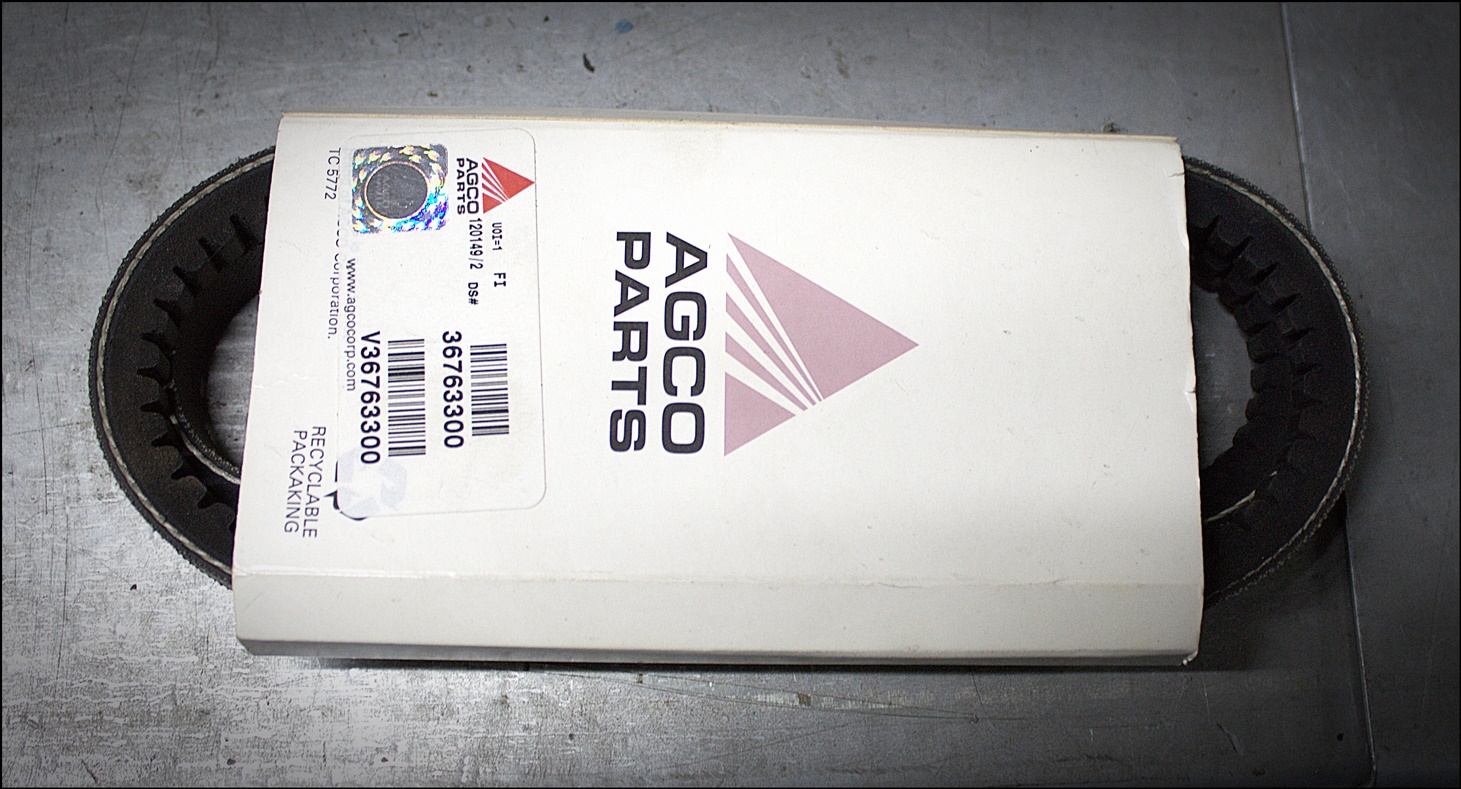 AGCO
PARTS
UOI=1 FI
120149/2 DS#
36763300
V36763300
www.agcocorp.com
Corporation.
TC 5772
RECYCLABLE
PACKAKING
AGCO
PARTS